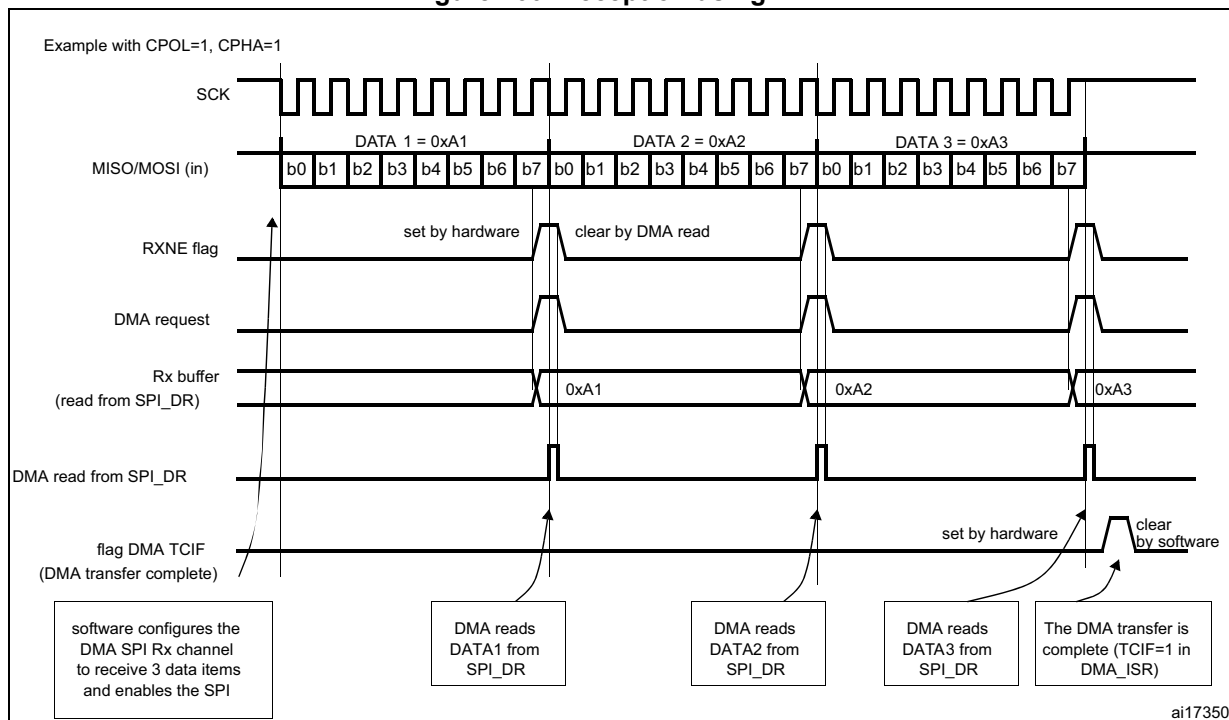 Example with CPOL=1, CPHA=1
SCK
DATA 1 = 0xA1
DATA 2 = 0xA2
DATA 3 = 0xA3
MISO/MOSI (in)
b0 b1 b2 b3 b4 b5 b6 b7 b0 b1 b2 b3 b4 b5 b6 b7 b0 b1 b2 b3 b4 b5 b6 b7
RXNE flag
set by hardware
clear by DMA read
DMA request
Rx buffer
(read from SPI_DR)
0xA1
0xA2
0xA3
DMA read from SPI_DR
flag DMA TCIF
(DMA transfer complete)
set by hardware
clear
by software
software configures the
DMA SPI Rx channel
to receive 3 data items
and enables the SPI
DMA reads
DATA1 from
SPI_DR
DMA reads
DATA2 from
SPI_DR
DMA reads
DATA3 from
SPI_DR
The DMA transfer is
complete (TCIF=1 in
DMA_ISR)
ai17350